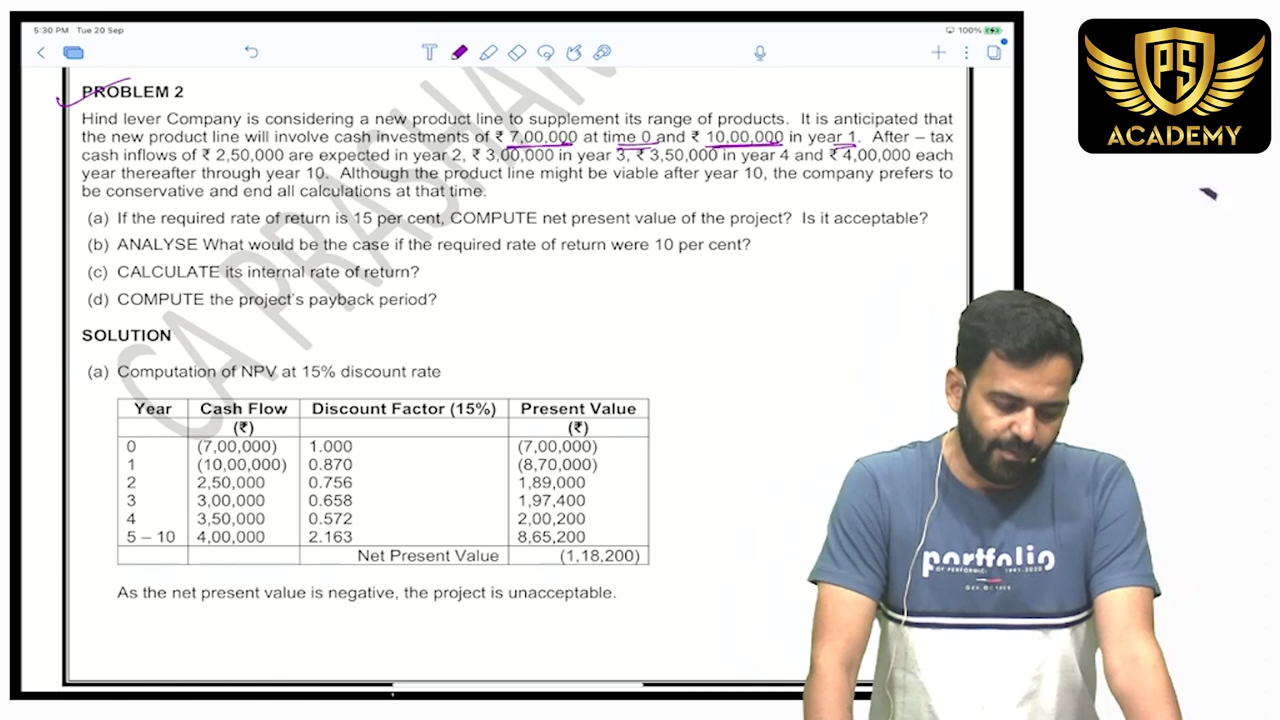 5:30 PM Tue 20 Sep
100%
PS
ACADEMY
PROBLEM 2
Hind lever Company is considering a new product line to supplement its range of products. It is anticipated that
the new product line will involve cash investments of ₹ 7,00,000 at time 0 and ₹ 10,00,000 in year 1. After – tax
cash inflows of ₹ 2,50,000 are expected in year 2, ₹ 3,00,000 in year 3, ₹ 3,50,000 in year 4 and ₹ 4,00,000 each
year thereafter through year 10. Although the product line might be viable after year 10, the company prefers to
be conservative and end all calculations at that time.
(a) If the required rate of return is 15 per cent, COMPUTE net present value of the project? Is it acceptable?
(b) ANALYSE What would be the case if the required rate of return were 10 per cent?
(c) CALCULATE its internal rate of return?
(d) COMPUTE the project's payback period?
SOLUTION
(a) Computation of NPV at 15% discount rate
Year Cash Flow Discount Factor (15%) Present Value
(₹) (₹)
0 (7,00,000) 1.000 (7,00,000)
1 (10,00,000) 0.870 (8,70,000)
2 2,50,000 0.756 1,89,000
3 3,00,000 0.658 1,97,400
4 3,50,000 0.572 2,00,200
5 – 10 4,00,000 2.163 8,65,200
Net Present Value (1,18,200)
As the net present value is negative, the project is unacceptable.
CA PRASHAN
portfolio